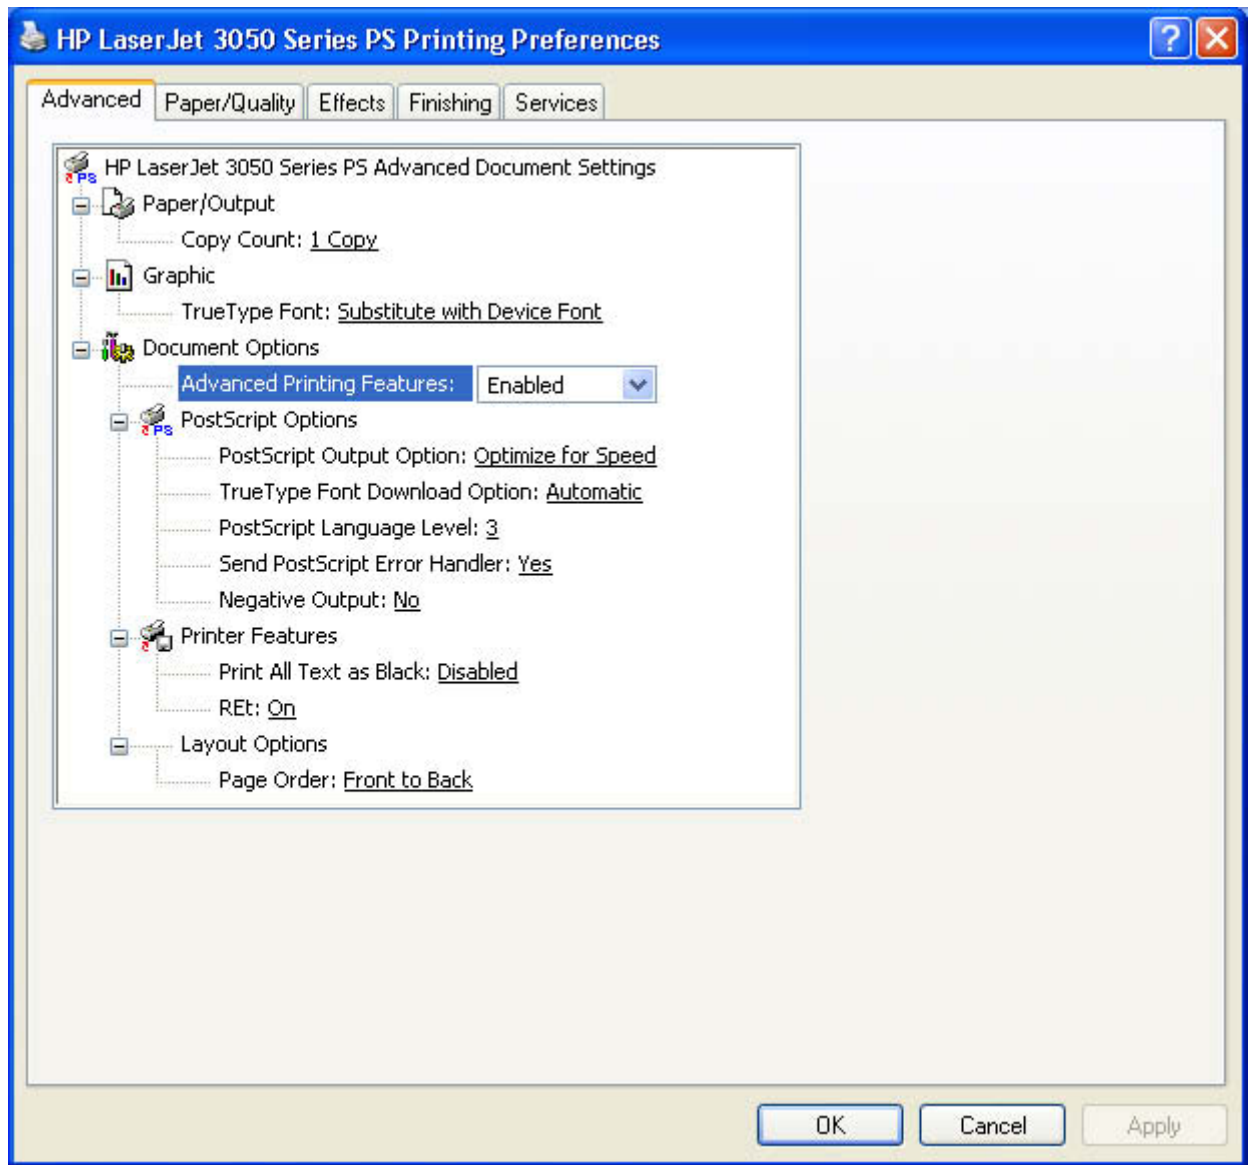 HP LaserJet 3050 Series PS Printing Preferences
Advanced Paper/Quality Effects Finishing Services
HP LaserJet 3050 Series PS Advanced Document Settings
Paper/Output
Copy Count: 1 Copy
Graphic
TrueType Font: Substitute with Device Font
Document Options
Advanced Printing Features: Enabled
PS PostScript Options
PostScript Output Option: Optimize for Speed
TrueType Font Download Option: Automatic
PostScript Language Level: 3
Send PostScript Error Handler: Yes
Negative Output: No
Printer Features
Print All Text as Black: Disabled
REt: On
Layout Options
Page Order: Front to Back
OK Cancel Apply